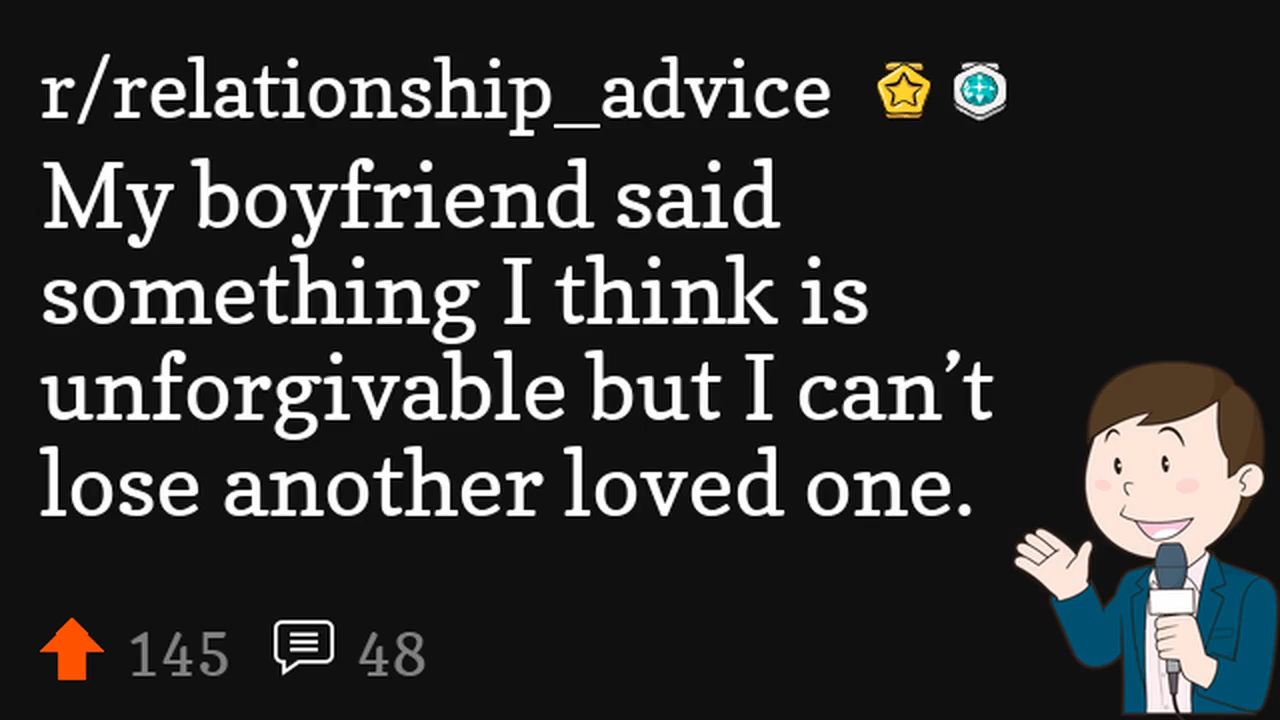 r/relationship_advice
My boyfriend said
something I think is
unforgivable but I can’t
lose another loved one.
145 48